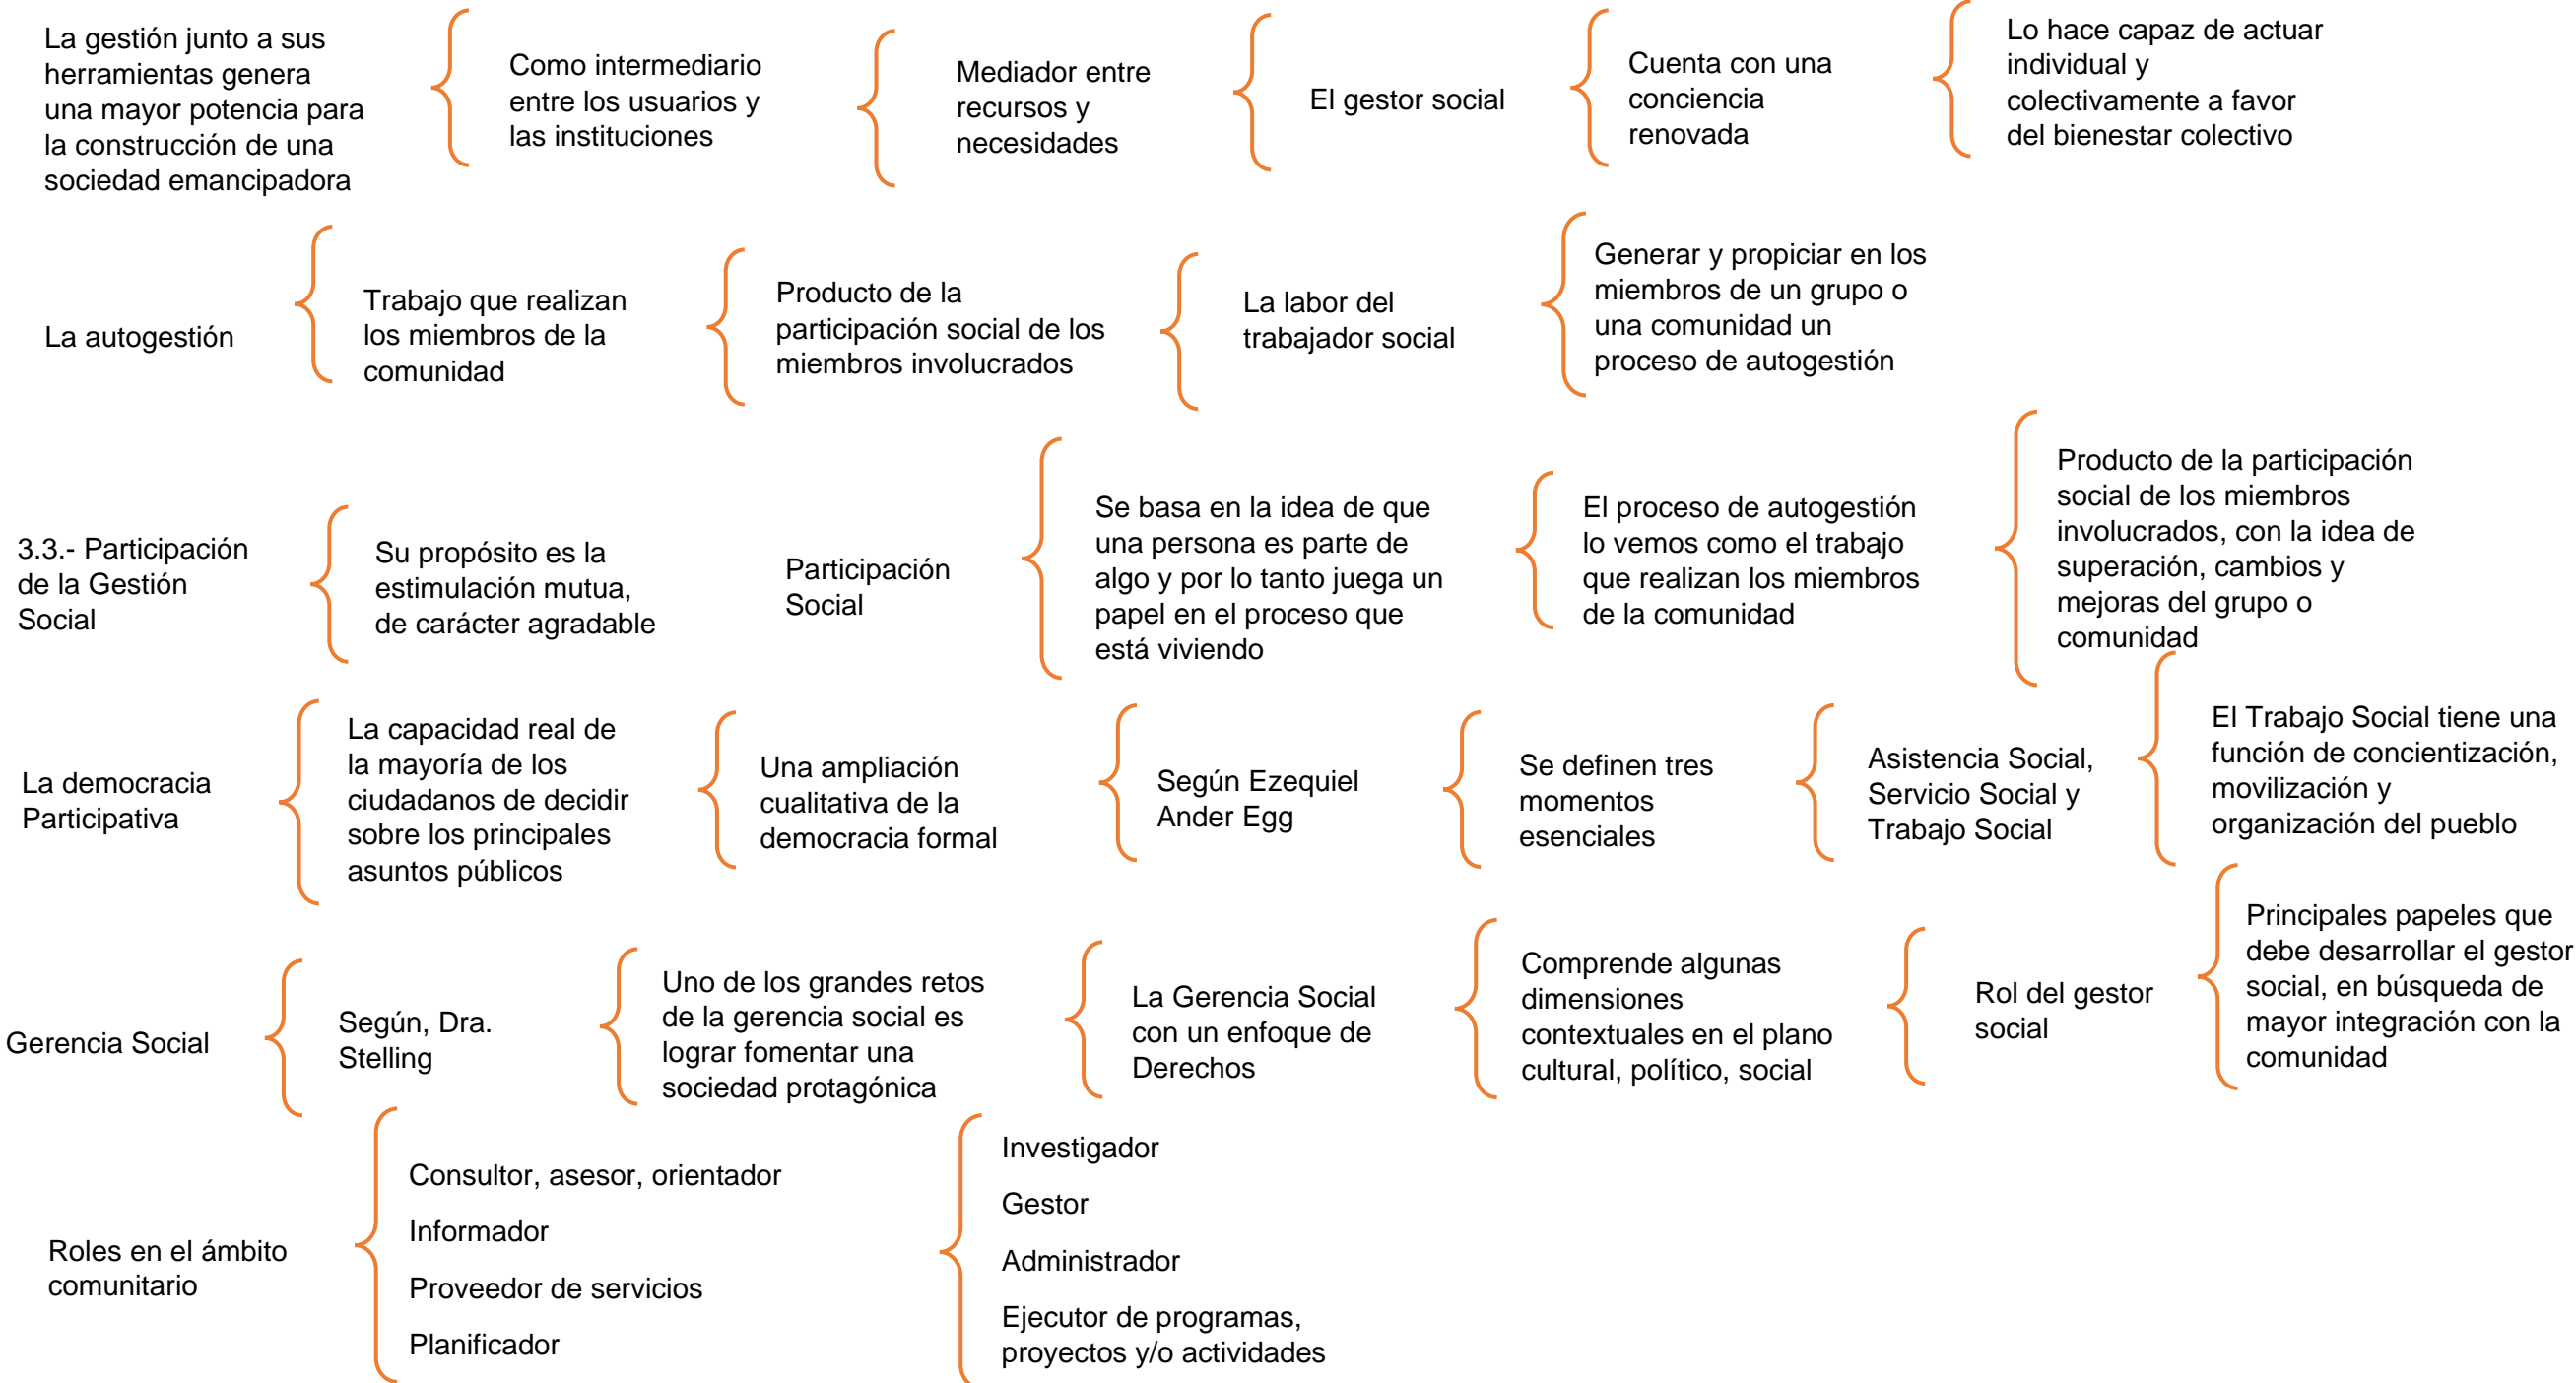 La gestión junto a sus
herramientas genera
una mayor potencia para
la construcción de una
sociedad emancipadora
Como intermediario
entre los usuarios y
las instituciones
Mediador entre
recursos y
necesidades
El gestor social
Cuenta con una
conciencia
renovada
Lo hace capaz de actuar
individual y
colectivamente a favor
del bienestar colectivo
La autogestión
Trabajo que realizan
los miembros de la
comunidad
Producto de la
participación social de los
miembros involucrados
La labor del
trabajador social
Generar y propiciar en los
miembros de un grupo o
una comunidad un
proceso de autogestión
3.3.- Participación
de la Gestión
Social
Su propósito es la
estimulación mutua,
de carácter agradable
Participación
Social
Se basa en la idea de que
una persona es parte de
algo y por lo tanto juega un
papel en el proceso que
está viviendo
El proceso de autogestión
lo vemos como el trabajo
que realizan los miembros
de la comunidad
Producto de la participación
social de los miembros
involucrados, con la idea de
superación, cambios y
mejoras del grupo o
comunidad
La democracia
Participativa
La capacidad real de
la mayoría de los
ciudadanos de decidir
sobre los principales
asuntos públicos
Una ampliación
cualitativa de la
democracia formal
Según Ezequiel
Ander Egg
Se definen tres
momentos
esenciales
Asistencia Social,
Servicio Social y
Trabajo Social
El Trabajo Social tiene una
función de concientización,
movilización y
organización del pueblo
Gerencia Social
Según, Dra.
Stelling
Uno de los grandes retos
de la gerencia social es
lograr fomentar una
sociedad protagónica
La Gerencia Social
con un enfoque de
Derechos
Comprende algunas
dimensiones
contextuales en el plano
cultural, político, social
Rol del gestor
social
Principales papeles que
debe desarrollar el gestor
social, en búsqueda de
mayor integración con la
comunidad
Roles en el ámbito
comunitario
Consultor, asesor, orientador
Informador
Proveedor de servicios
Planificador
Investigador
Gestor
Administrador
Ejecutor de programas,
proyectos y/o actividades